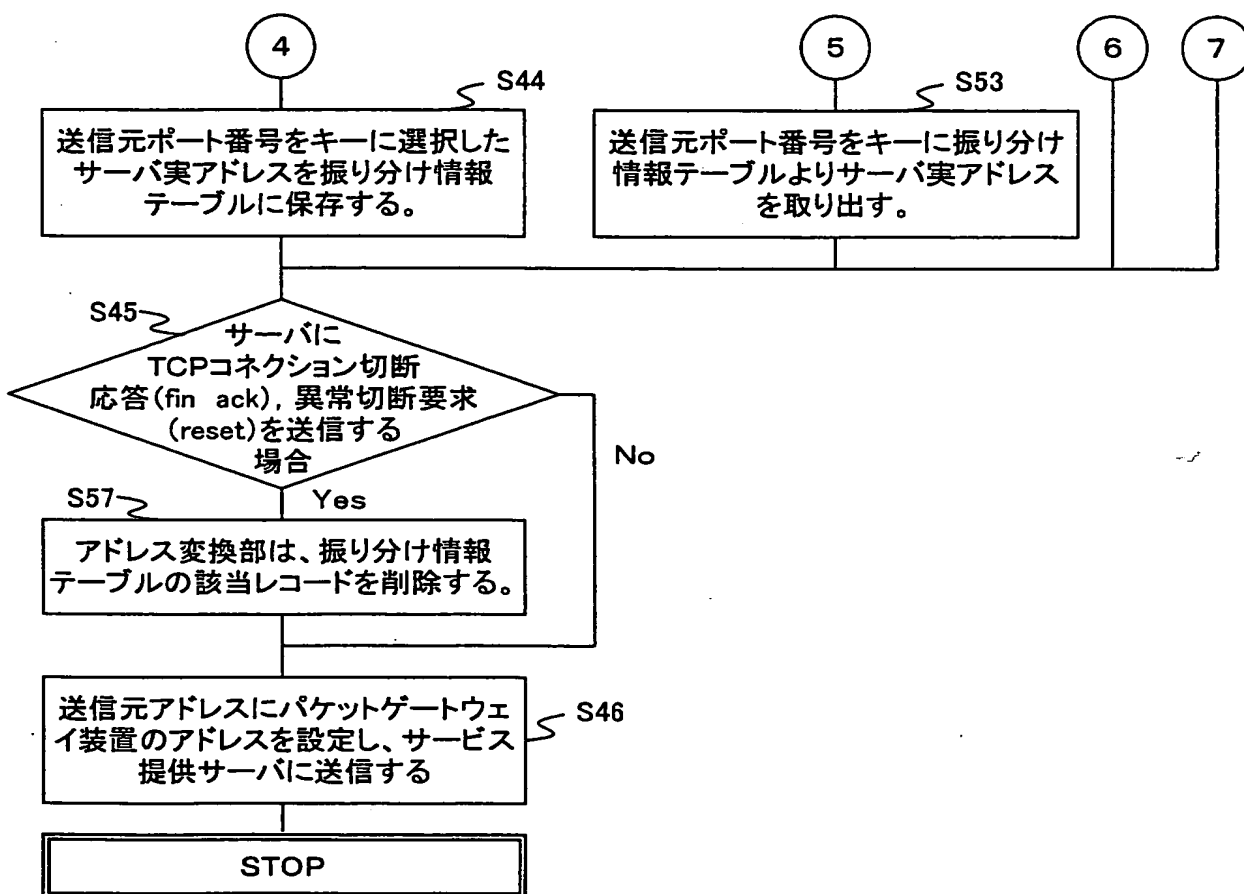 4
5
6
7
S44
S53
送信元ポート番号をキーに選択した
サーバ実アドレスを振り分け情報
テーブルに保存する。
送信元ポート番号をキーに振り分け
情報テーブルよりサーバ実アドレス
を取り出す。
S45
サーバに
TCPコネクション切断
応答(fin ack), 異常切断要求
(reset)を送信する
場合
No
Yes
S57
アドレス変換部は、振り分け情報
テーブルの該当レコードを削除する。
送信元アドレスにパケットゲートウェ
イ装置のアドレスを設定し、サービス
提供サーバに送信する
S46
STOP